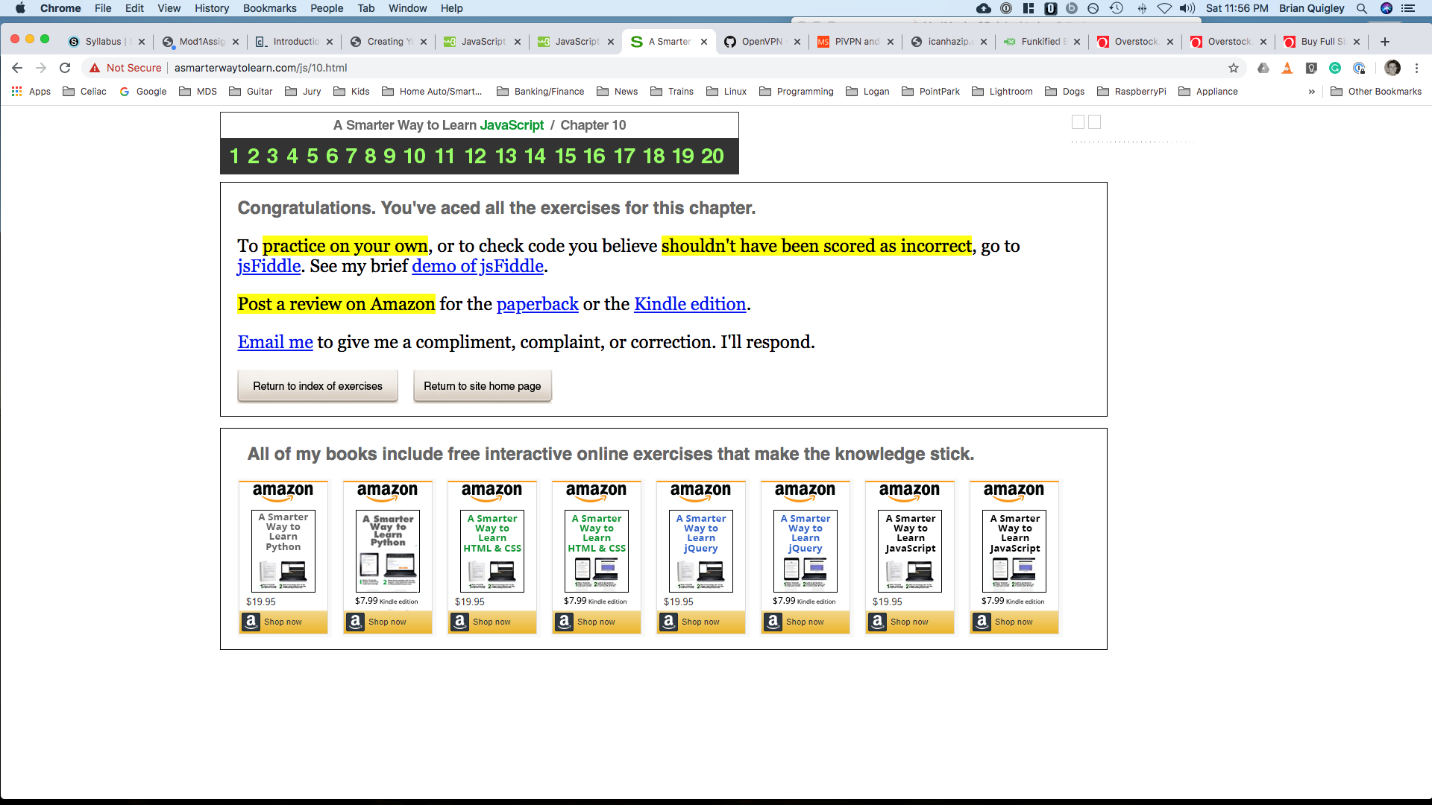 Chrome File Edit View History Bookmarks People Tab Window Help Sat 11:56 PM Brian Quigley
Syllabus | Mod1Assig Introductio Creating Yo JavaScript JavaScript A Smarter OpenVPN PiVPN and icanhazip.c Funkified E Overstock. Overstock. Buy Full Si
Not Secure asmarterwaytolearn.com/js/10.html
Apps Celiac Google MDS Guitar Jury Kids Home Auto/Smart... Banking/Finance News Trains Linux Programming Logan PointPark Lightroom Dogs RaspberryPi Appliance » Other Bookmarks
A Smarter Way to Learn JavaScript / Chapter 10
1 2 3 4 5 6 7 8 9 10 11 12 13 14 15 16 17 18 19 20
Congratulations. You've aced all the exercises for this chapter.
To practice on your own, or to check code you believe shouldn't have been scored as incorrect, go to
jsFiddle. See my brief demo of jsFiddle.
Post a review on Amazon for the paperback or the Kindle edition.
Email me to give me a compliment, complaint, or correction. I'll respond.
Return to index of exercises Return to site home page
All of my books include free interactive online exercises that make the knowledge stick.
amazon amazon amazon amazon amazon amazon amazon amazon
A Smarter A Smarter A Smarter A Smarter A Smarter A Smarter A Smarter A Smarter
Way to Way to Way to Way to Way to Way to Way to Way to
Learn Learn Learn Learn Learn Learn Learn Learn
Python Python HTML & CSS HTML & CSS jQuery jQuery JavaScript JavaScript
$19.95 $7.99 Kindle edition $19.95 $7.99 Kindle edition $19.95 $7.99 Kindle edition $19.95 $7.99 Kindle edition
Shop now Shop now Shop now Shop now Shop now Shop now Shop now Shop now